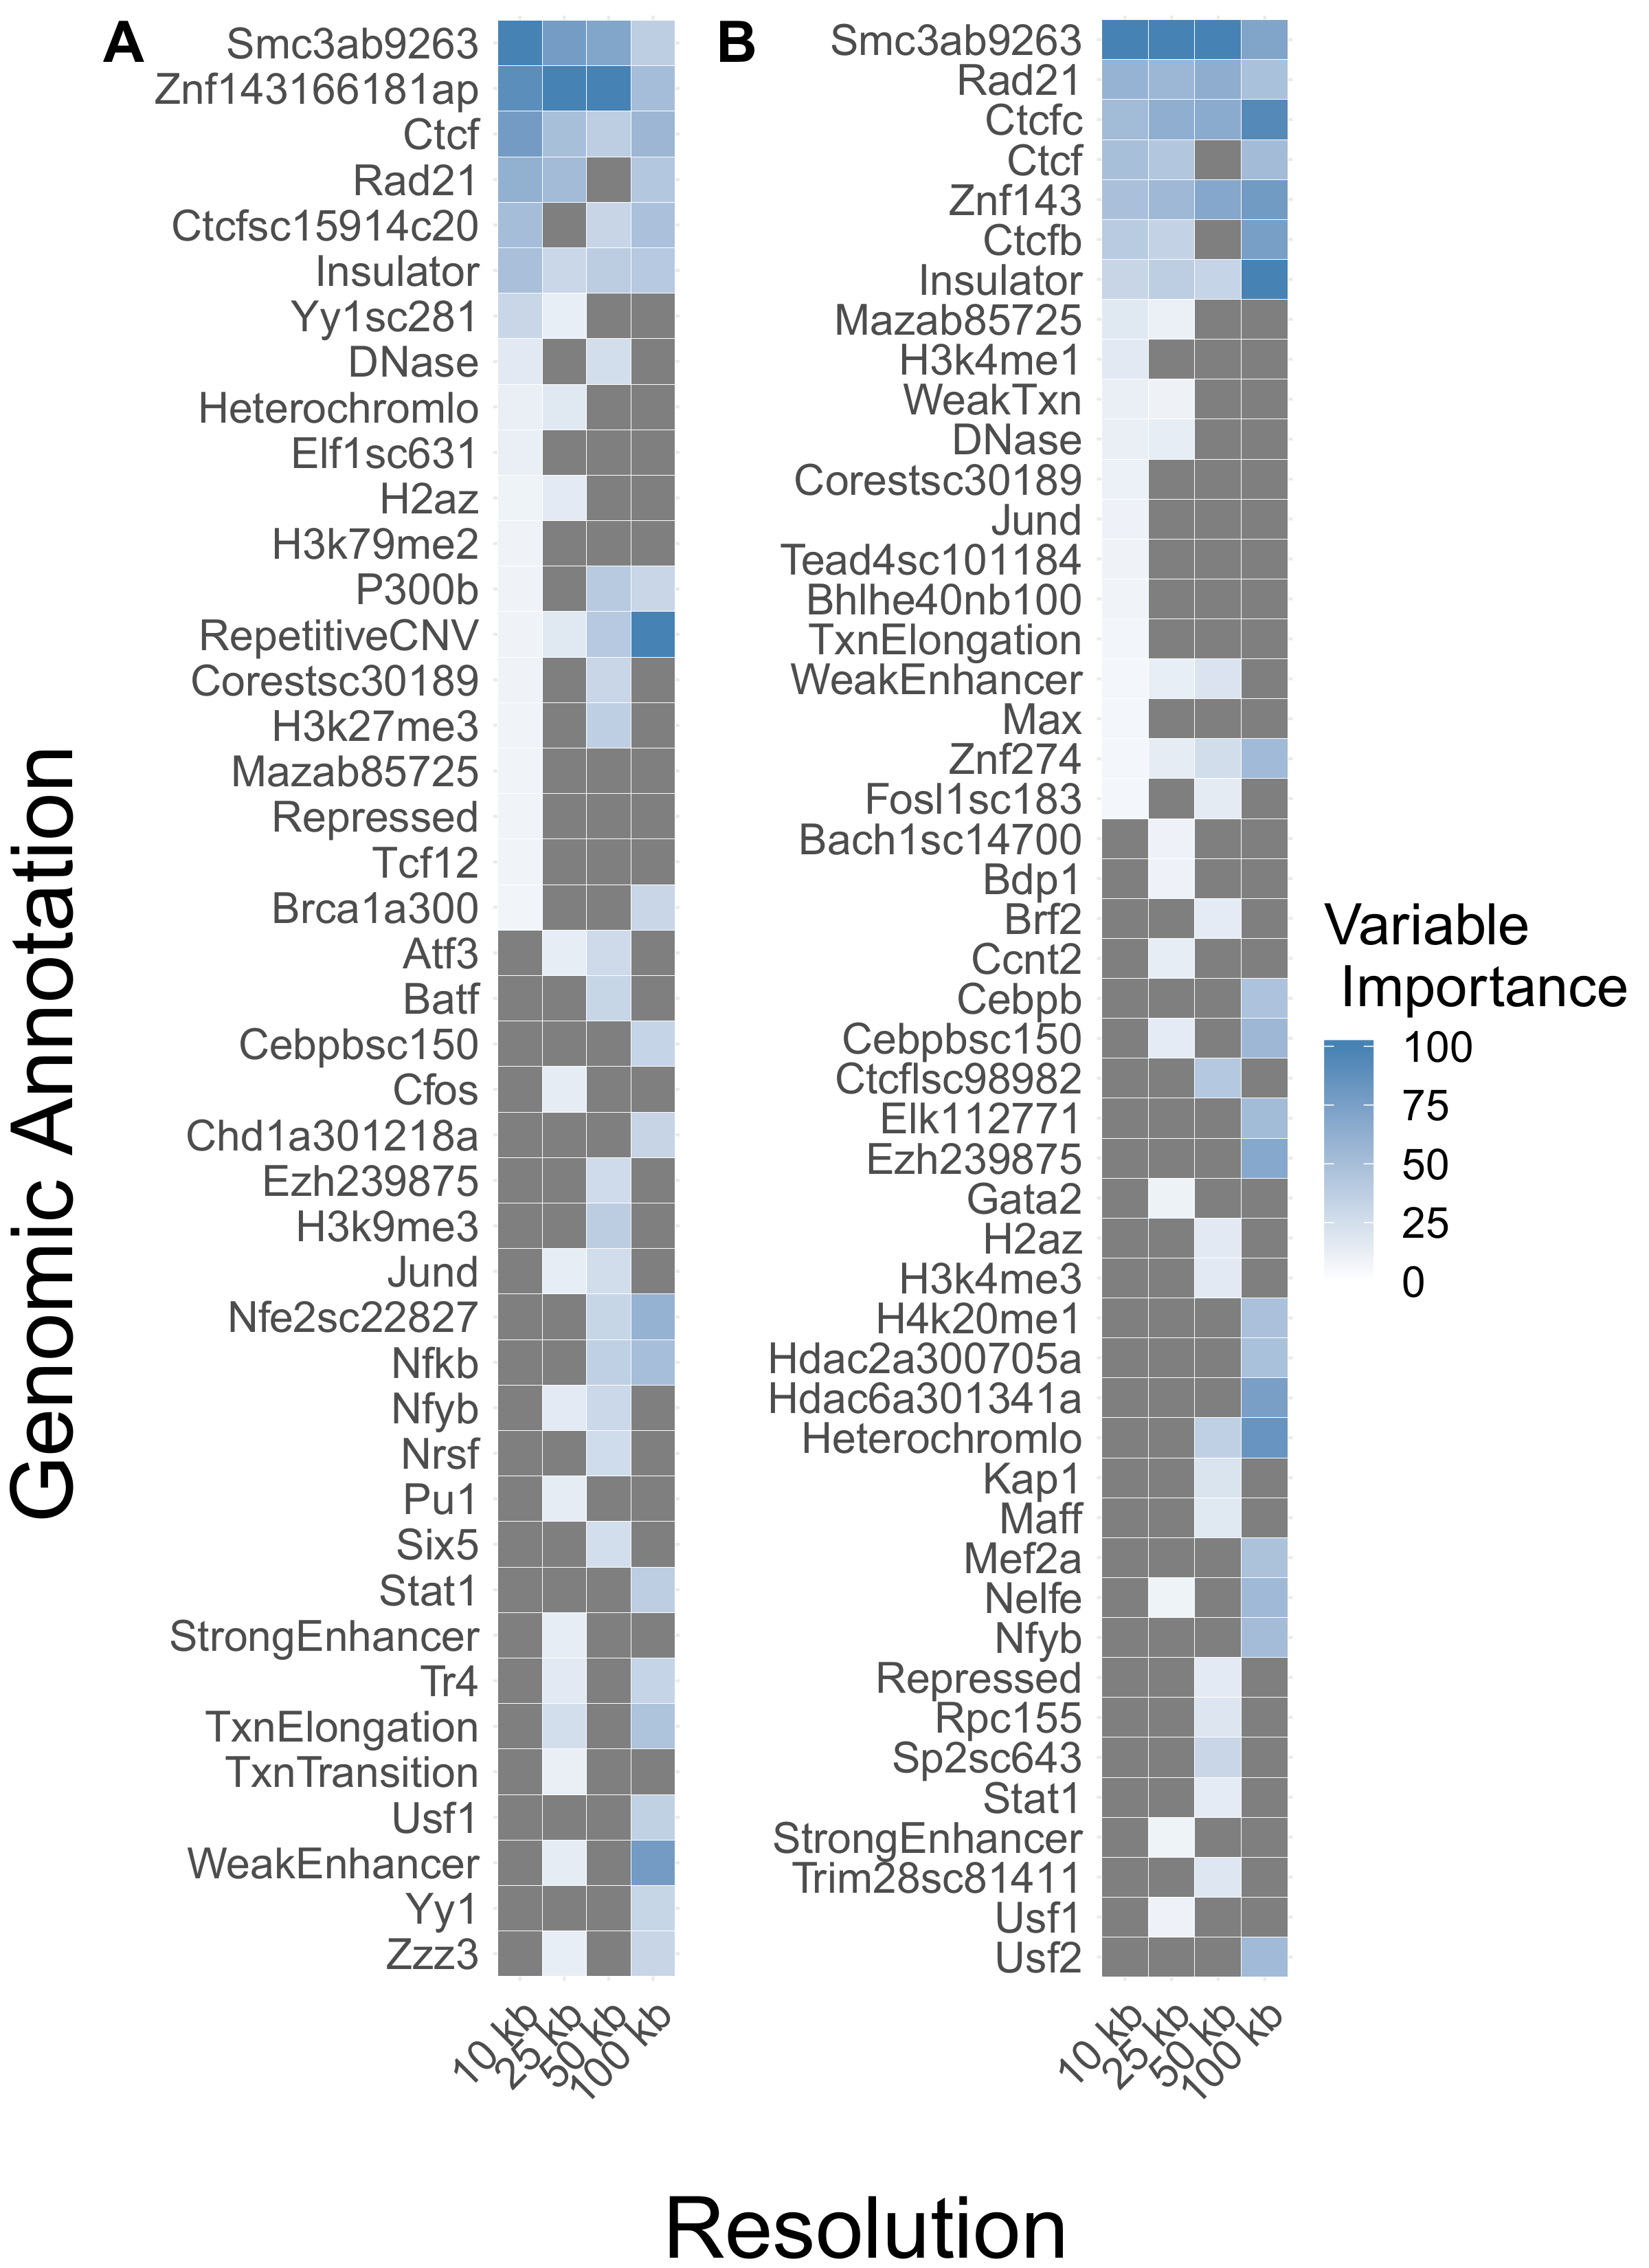 A
Smc3ab9263
Znf143166181ap
Ctcf
Rad21
Ctcfsc15914c20
Insulator
Yy1sc281
DNase
Heterochromlo
Elf1sc631
H2az
H3k79me2
P300b
RepetitiveCNV
Corestsc30189
H3k27me3
Mazab85725
Repressed
Tcf12
Brca1a300
Atf3
Batf
Cebpbsc150
Cfos
Chd1a301218a
Ezh239875
H3k9me3
Jund
Nfe2sc22827
Nfkb
Nfyb
Nrsf
Pu1
Six5
Stat1
StrongEnhancer
Tr4
TxnElongation
TxnTransition
Usf1
WeakEnhancer
Yy1
Zzz3
10 kb
25 kb
50 kb
100 kb
B
Smc3ab9263
Rad21
Ctcfc
Ctcf
Znf143
Ctcfb
Insulator
Mazab85725
H3k4me1
WeakTxn
DNase
Corestsc30189
Jund
Tead4sc101184
Bhlhe40nb100
TxnElongation
WeakEnhancer
Max
Znf274
Fosl1sc183
Bach1sc14700
Bdp1
Brf2
Ccnt2
Cebpb
Cebpbsc150
Ctcflsc98982
Elk112771
Ezh239875
Gata2
H2az
H3k4me3
H4k20me1
Hdac2a300705a
Hdac6a301341a
Heterochromlo
Kap1
Maff
Mef2a
Nelfe
Nfyb
Repressed
Rpc155
Sp2sc643
Stat1
StrongEnhancer
Trim28sc81411
Usf1
Usf2
10 kb
25 kb
50 kb
100 kb
Variable
Importance
100
75
50
25
0
Genomic Annotation
Resolution